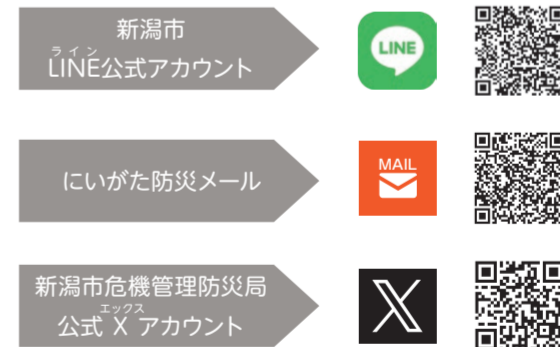 新潟市
ライン
LINE公式アカウント
LINE
にいがた防災メール
MAIL
新潟市危機管理防災局
エックス
公式 X アカウント